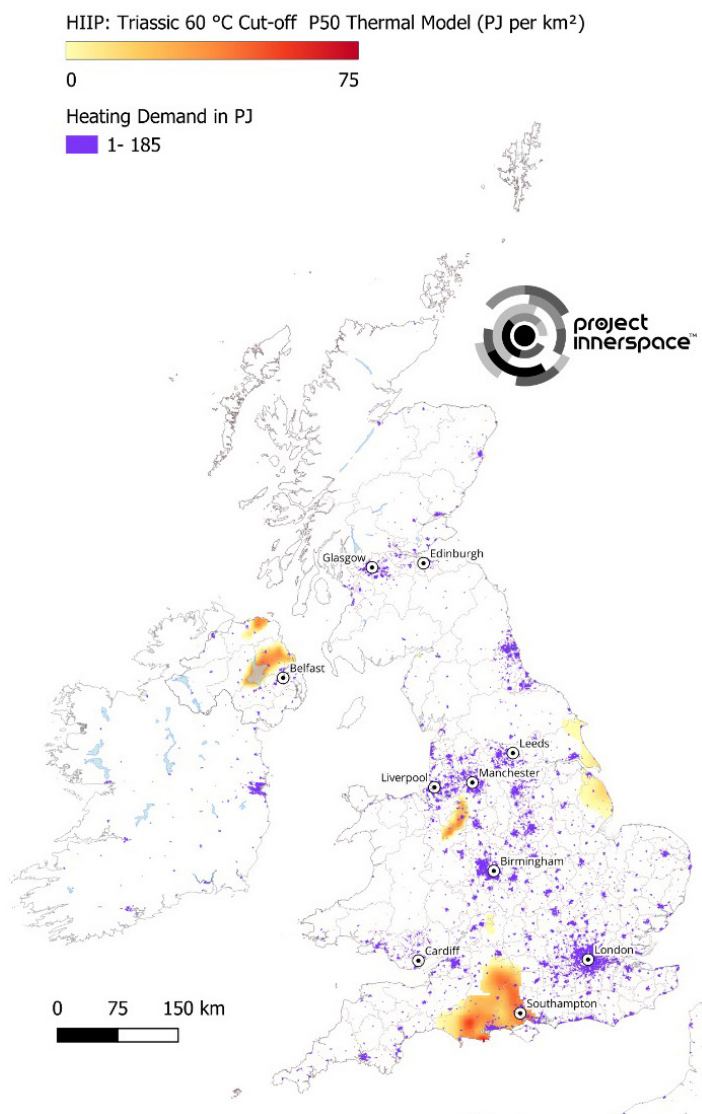 HIIP: Triassic 60 °C Cut-off  P50 Thermal Model (PJ per km²)
0 75
Heating Demand in PJ
1- 185
project
innerspace™
Glasgow
Edinburgh
Belfast
Leeds
Liverpool
Manchester
Birmingham
Cardiff
London
0 75 150 km
Southampton